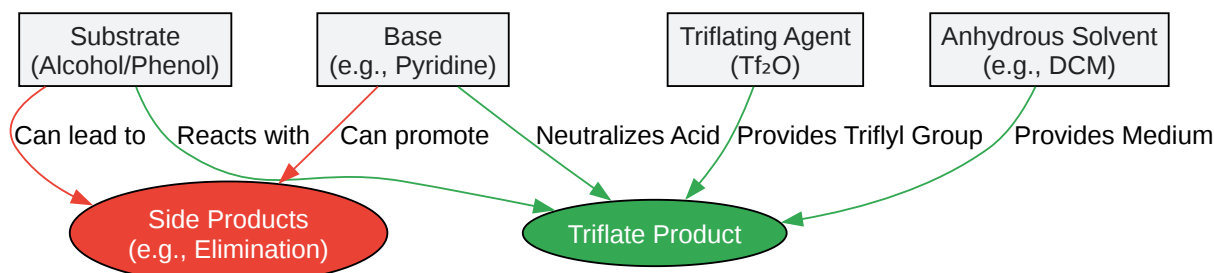 Substrate
(Alcohol/Phenol)
Base
(e.g., Pyridine)
Triflating Agent
(Tf₂O)
Anhydrous Solvent
(e.g., DCM)
Can lead to
Reacts with
Can promote
Neutralizes Acid
Provides Triflyl Group
Provides Medium
Side Products
(e.g., Elimination)
Triflate Product